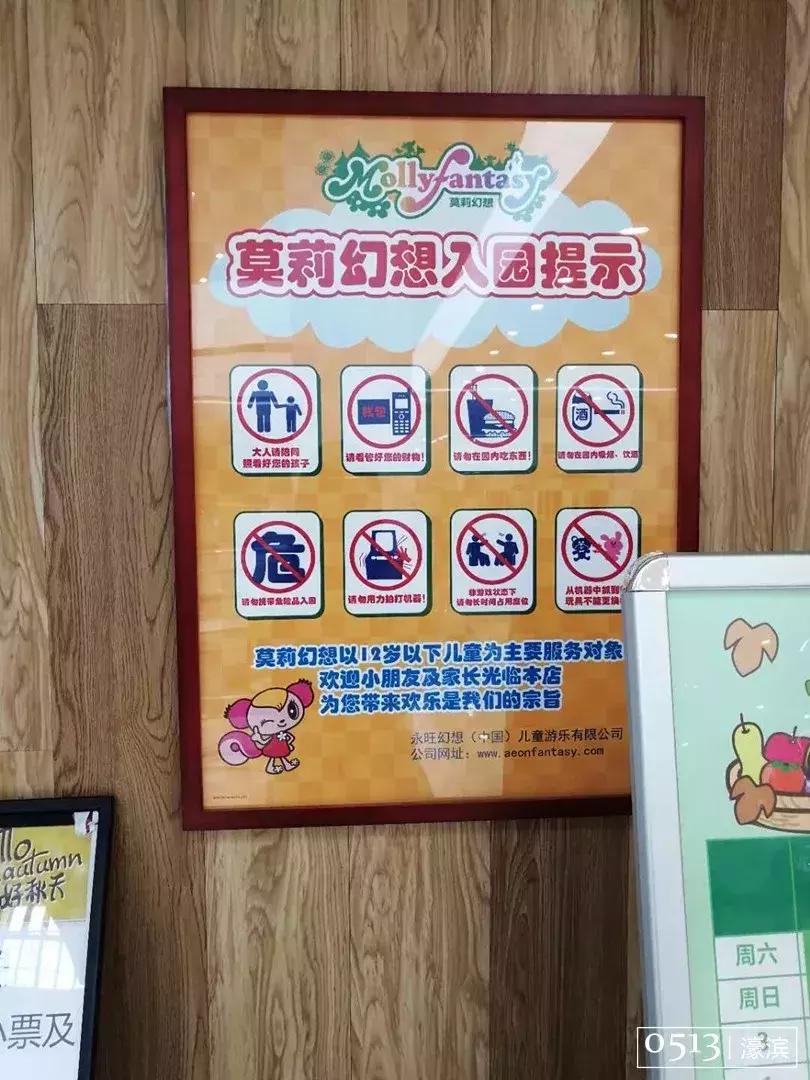 Mollyfantasy
莫莉幻想
莫莉幻想入园提示
大人请陪同
照看好您的孩子
钱包
请看管好您的财物！
请勿在园内吃东西！
酒
请勿在园内吸烟、饮酒
危
请勿携带危险品入园
请勿用力拍打机器！
非游戏状态下
请勿长时间占用座位
从机器中抓到
玩具不能更换
莫莉幻想以12岁以下儿童为主要服务对象
欢迎小朋友及家长光临本店
为您带来欢乐是我们的宗旨
永旺幻想（中国）儿童游乐有限公司
公司网址：www.aeonfantasy.com
autumn
好秋天
小票及
周六
周日
3
0513 濠滨